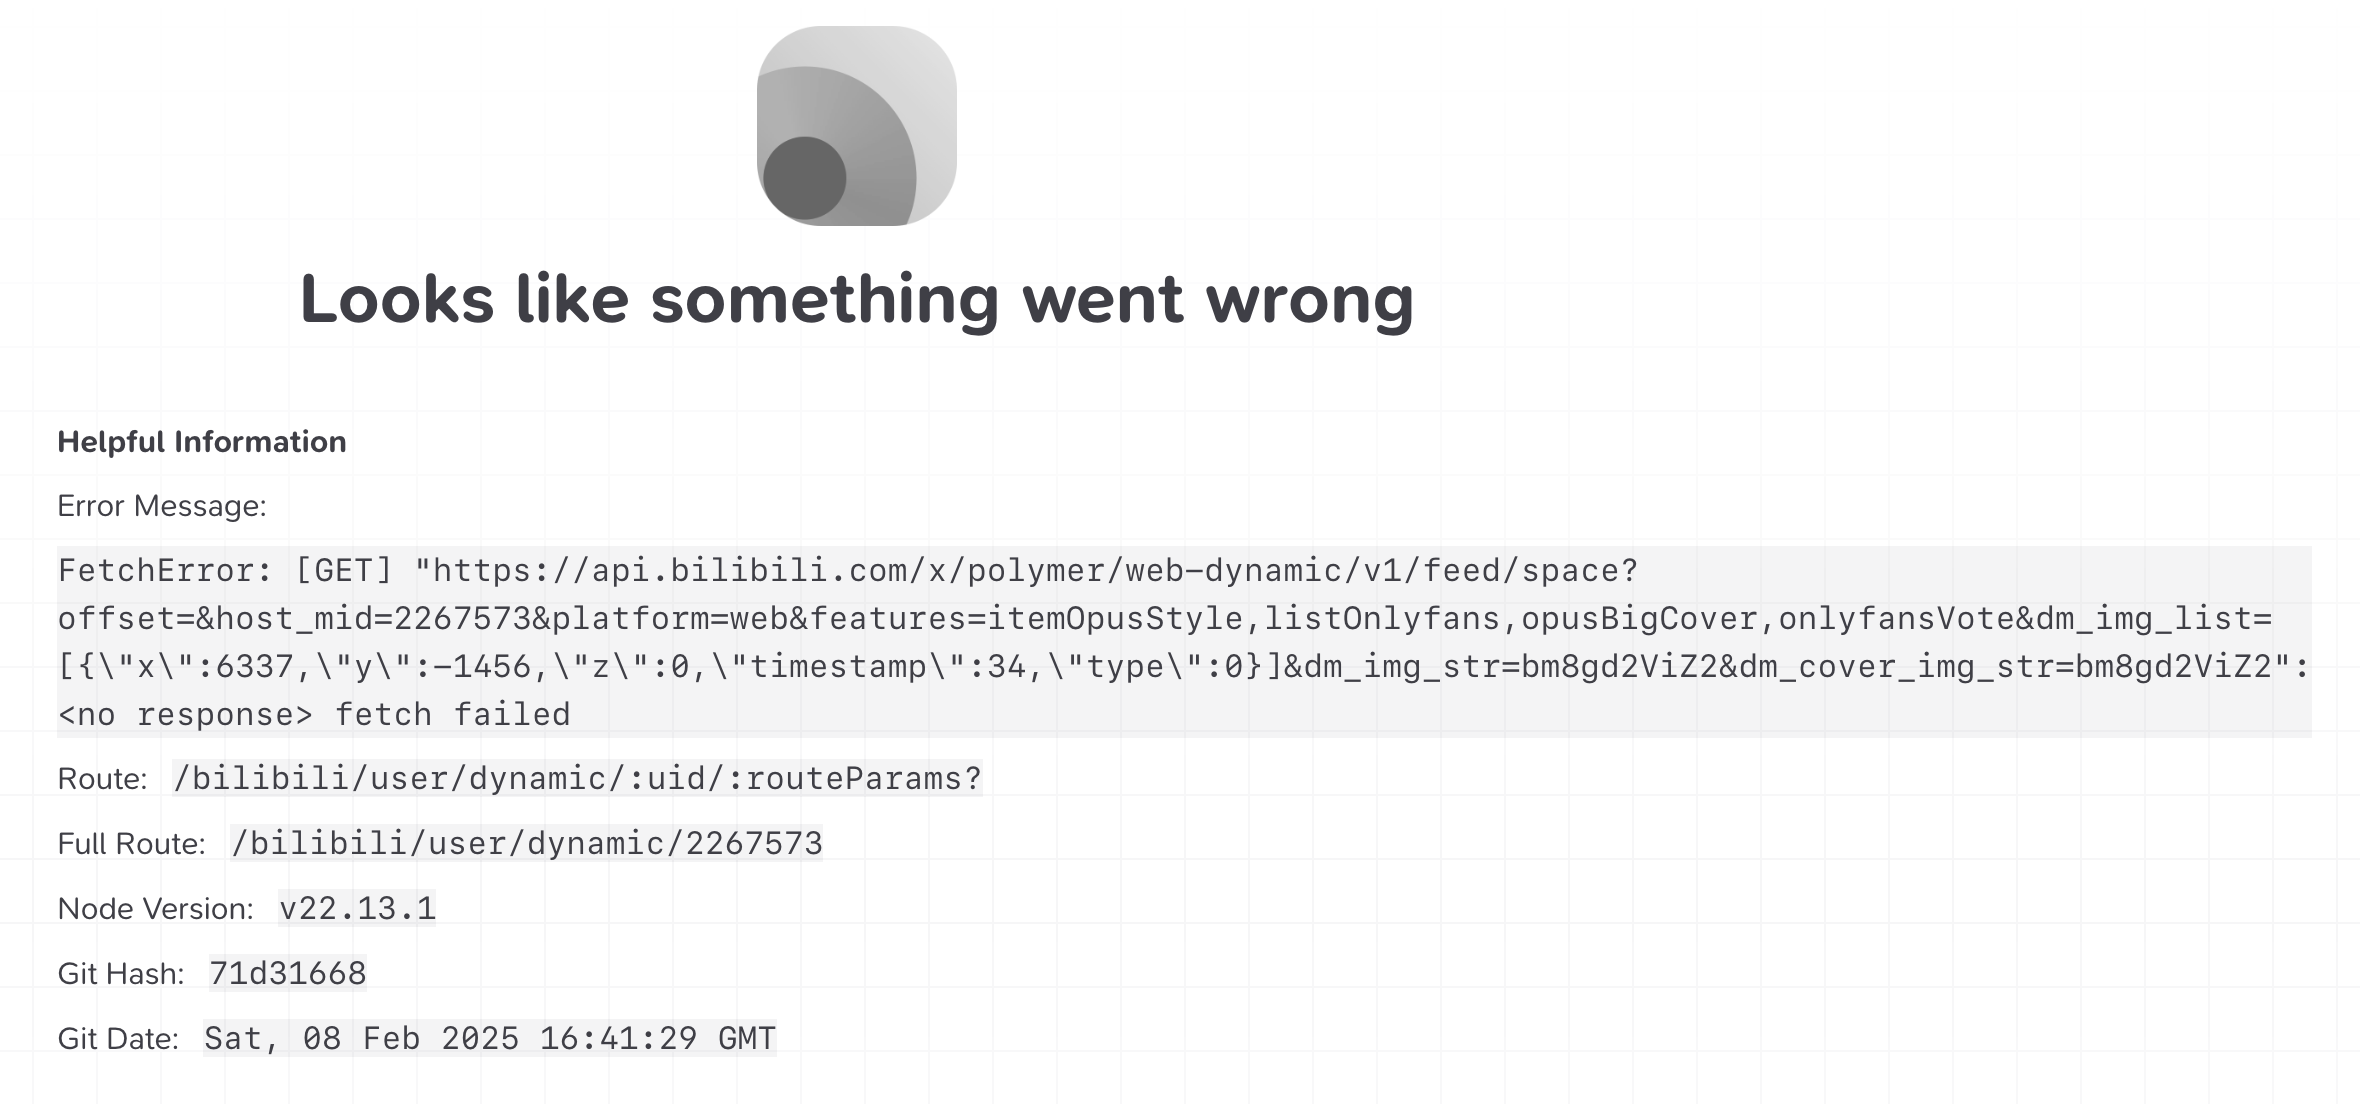 Looks like something went wrong
Helpful Information
Error Message:
FetchError: [GET] "https://api.bilibili.com/x/polymer/web-dynamic/v1/feed/space?
offset=&host_mid=2267573&platform=web&features=itemOpusStyle,listOnlyfans,opusBigCover,onlyfansVote&dm_img_list=
[{\"x\":6337,\"y\":-1456,\"z\":0,\"timestamp\":34,\"type\":0}]&dm_img_str=bm8gd2ViZ2&dm_cover_img_str=bm8gd2ViZ2":
<no response> fetch failed
Route: /bilibili/user/dynamic/:uid/:routeParams?
Full Route: /bilibili/user/dynamic/2267573
Node Version: v22.13.1
Git Hash: 71d31668
Git Date: Sat, 08 Feb 2025 16:41:29 GMT